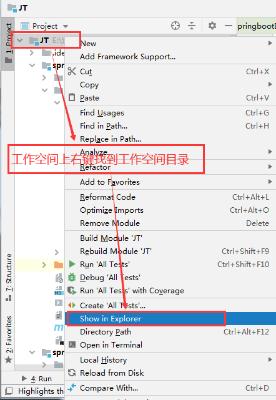 JT
Project
pringboot
1: Project
JT
.ide
spr
New
Add Framework Support...
Cut Ctrl+X
Copy
Paste Ctrl+V
Find Usages Ctrl+G
Find in Path... Ctrl+H
Replace in Path...
Analyze
工作空间上右键找到工作空间目录
Refactor
Add to Favorites
Reformat Code Ctrl+Alt+L
Optimize Imports Ctrl+Alt+O
Remove Module Delete
Build Module 'JT'
Rebuild Module 'JT' Ctrl+Shift+F9
Run 'All Tests' Ctrl+Shift+F10
Debug 'All Tests'
Run 'All Tests' with Coverage
Create 'All Tests'...
Show in Explorer
Directory Path Ctrl+Alt+F12
Open in Terminal
Local History
Reload from Disk
Compare With... Ctrl+D
7: Structure
2: Favorites
spr
4: Run
Highlights th